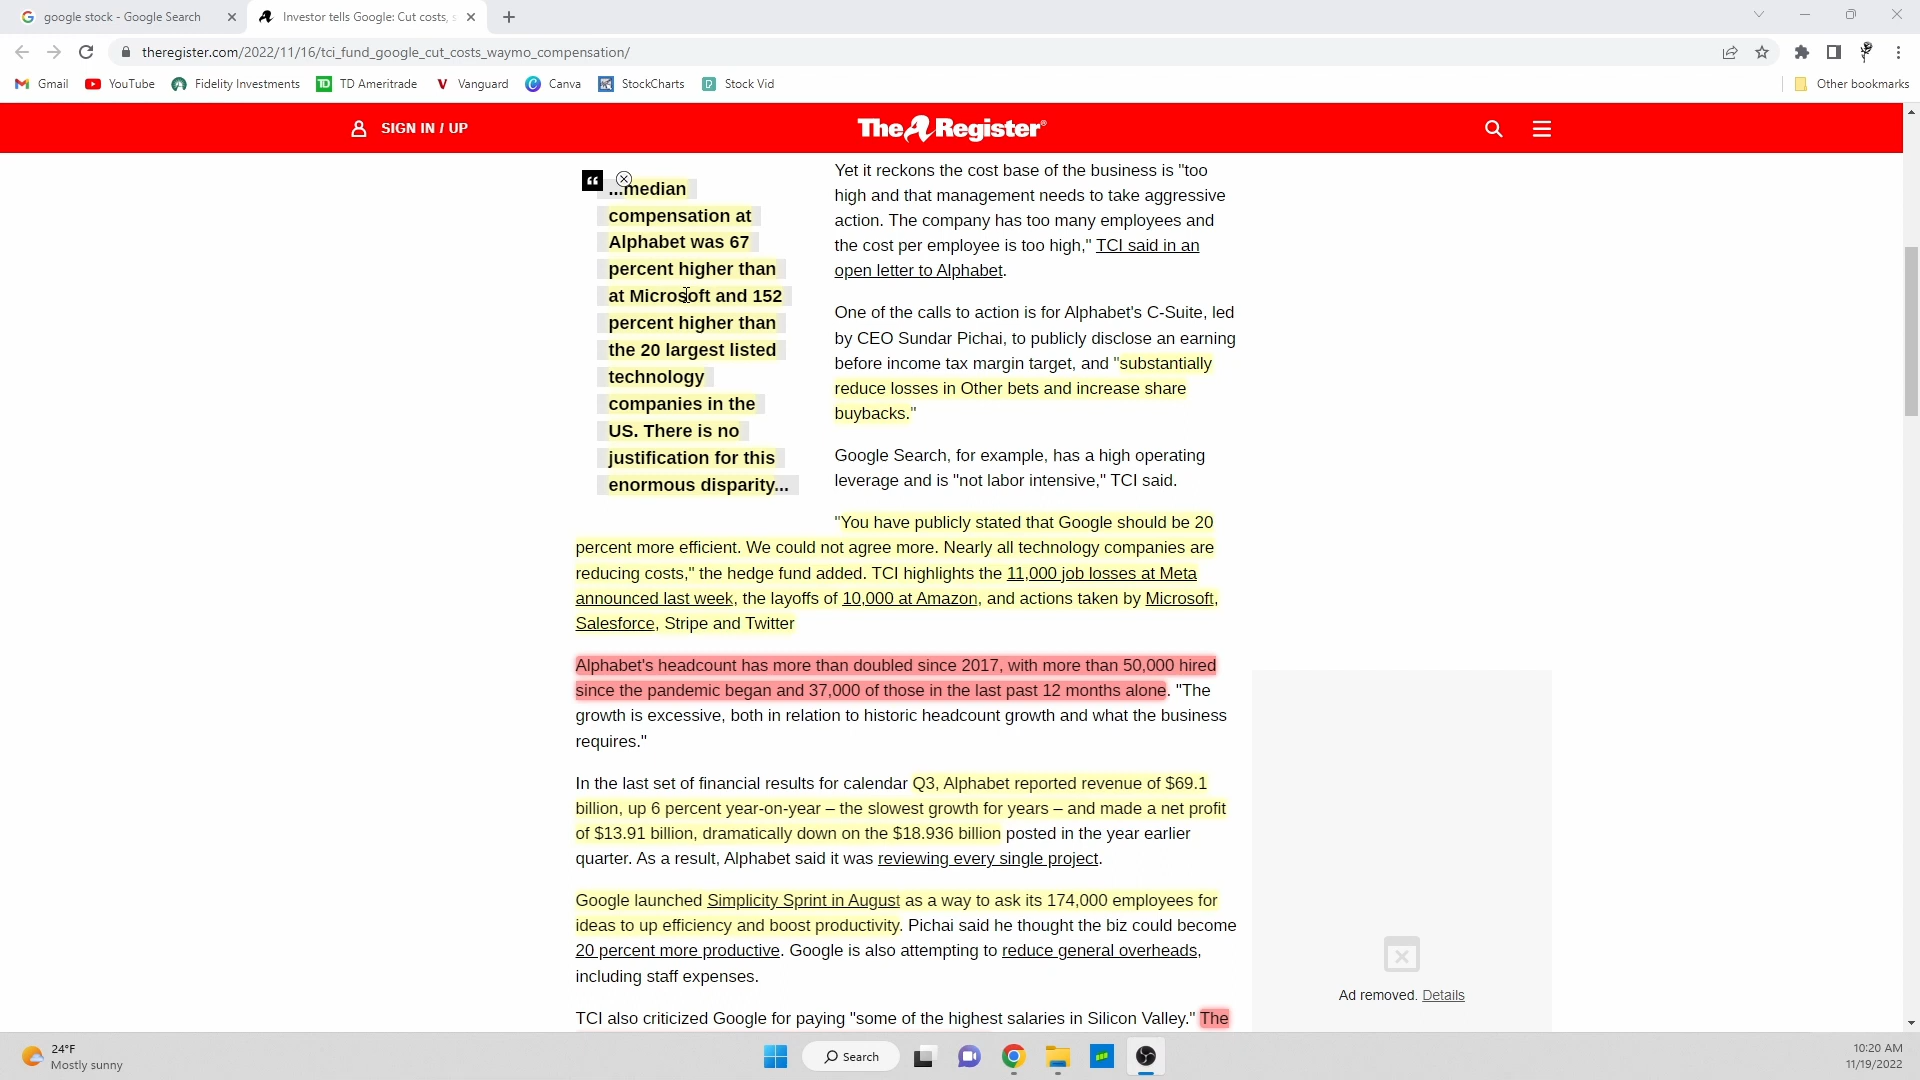 google stock - Google Search
Investor tells Google: Cut costs, s
theregister.com/2022/11/16/tci_fund_google_cut_costs_waymo_compensation/
Gmail
YouTube
Fidelity Investments
TD Ameritrade
Vanguard
Canva
StockCharts
Stock Vid
Other bookmarks
SIGN IN / UP
The Register
...median
compensation at
Alphabet was 67
percent higher than
at Microsoft and 152
percent higher than
the 20 largest listed
technology
companies in the
US. There is no
justification for this
enormous disparity...
Yet it reckons the cost base of the business is "too
high and that management needs to take aggressive
action. The company has too many employees and
the cost per employee is too high," TCI said in an
open letter to Alphabet.
One of the calls to action is for Alphabet's C-Suite, led
by CEO Sundar Pichai, to publicly disclose an earning
before income tax margin target, and "substantially
reduce losses in Other bets and increase share
buybacks."
Google Search, for example, has a high operating
leverage and is "not labor intensive," TCI said.
"You have publicly stated that Google should be 20
percent more efficient. We could not agree more. Nearly all technology companies are
reducing costs," the hedge fund added. TCI highlights the 11,000 job losses at Meta
announced last week, the layoffs of 10,000 at Amazon, and actions taken by Microsoft,
Salesforce, Stripe and Twitter
Alphabet's headcount has more than doubled since 2017, with more than 50,000 hired
since the pandemic began and 37,000 of those in the last past 12 months alone. "The
growth is excessive, both in relation to historic headcount growth and what the business
requires."
In the last set of financial results for calendar Q3, Alphabet reported revenue of $69.1
billion, up 6 percent year-on-year – the slowest growth for years – and made a net profit
of $13.91 billion, dramatically down on the $18.936 billion posted in the year earlier
quarter. As a result, Alphabet said it was reviewing every single project.
Google launched Simplicity Sprint in August as a way to ask its 174,000 employees for
ideas to up efficiency and boost productivity. Pichai said he thought the biz could become
20 percent more productive. Google is also attempting to reduce general overheads,
including staff expenses.
TCI also criticized Google for paying "some of the highest salaries in Silicon Valley." The
Ad removed. Details
24°F
Mostly sunny
Search
10:20 AM
11/19/2022